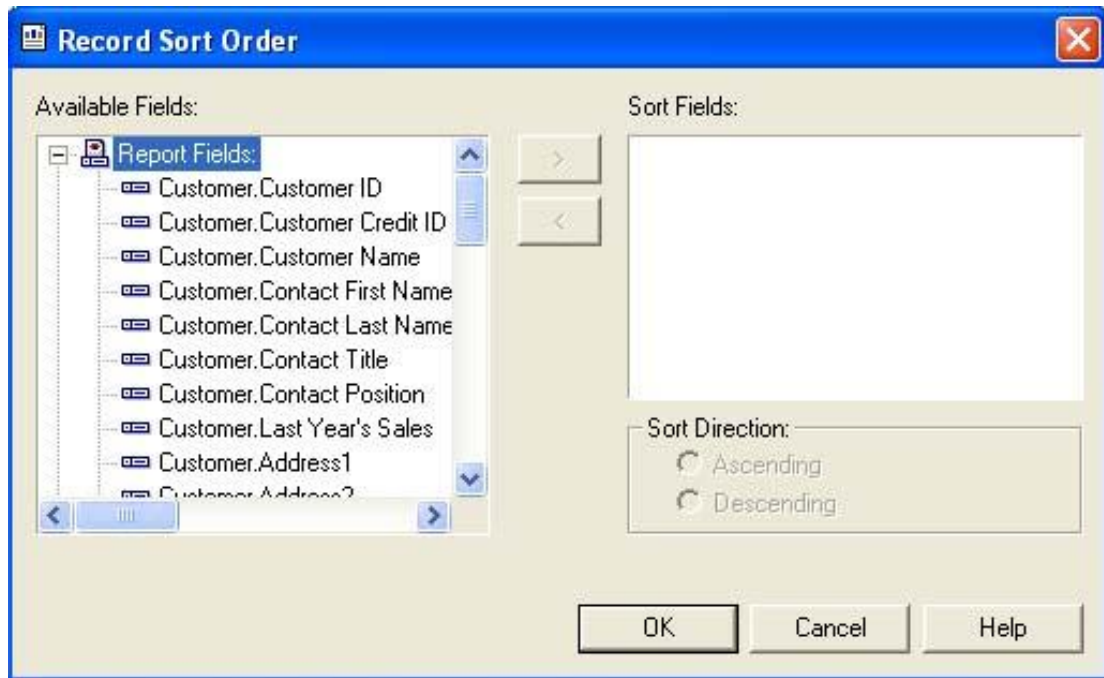 Record Sort Order
Available Fields:
Report Fields:
Customer.Customer ID
Customer.Customer Credit ID
Customer.Customer Name
Customer.Contact First Name
Customer.Contact Last Name
Customer.Contact Title
Customer.Contact Position
Customer.Last Year's Sales
Customer.Address1
Customer.Address2
>
<
Sort Fields:
Sort Direction:
Ascending
Descending
OK
Cancel
Help